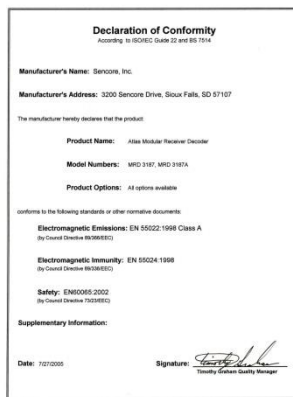 Declaration of Conformity
According to ISO/IEC Guide 22 and BS 7514
Manufacturer's Name: Sencore, Inc.
Manufacturer's Address: 3200 Sencore Drive, Sioux Falls, SD 57107
The manufacturer hereby declares that the product:
Product Name: Atlas Modular Receiver Decoder
Model Numbers: MRD 3187, MRD 3187A
Product Options: All options available
conforms to the following standards or other normative documents:
Electromagnetic Emissions: EN 55022:1998 Class A
(by Council Directive 89/366/EEC)
Electromagnetic Immunity: EN 55024:1998
(by Council Directive 89/336/EEC)
Safety: EN60065:2002
(by Council Directive 73/23/EEC)
Supplementary Information:
Date: 7/27/2005 Signature:
Timothy Graham Quality Manager